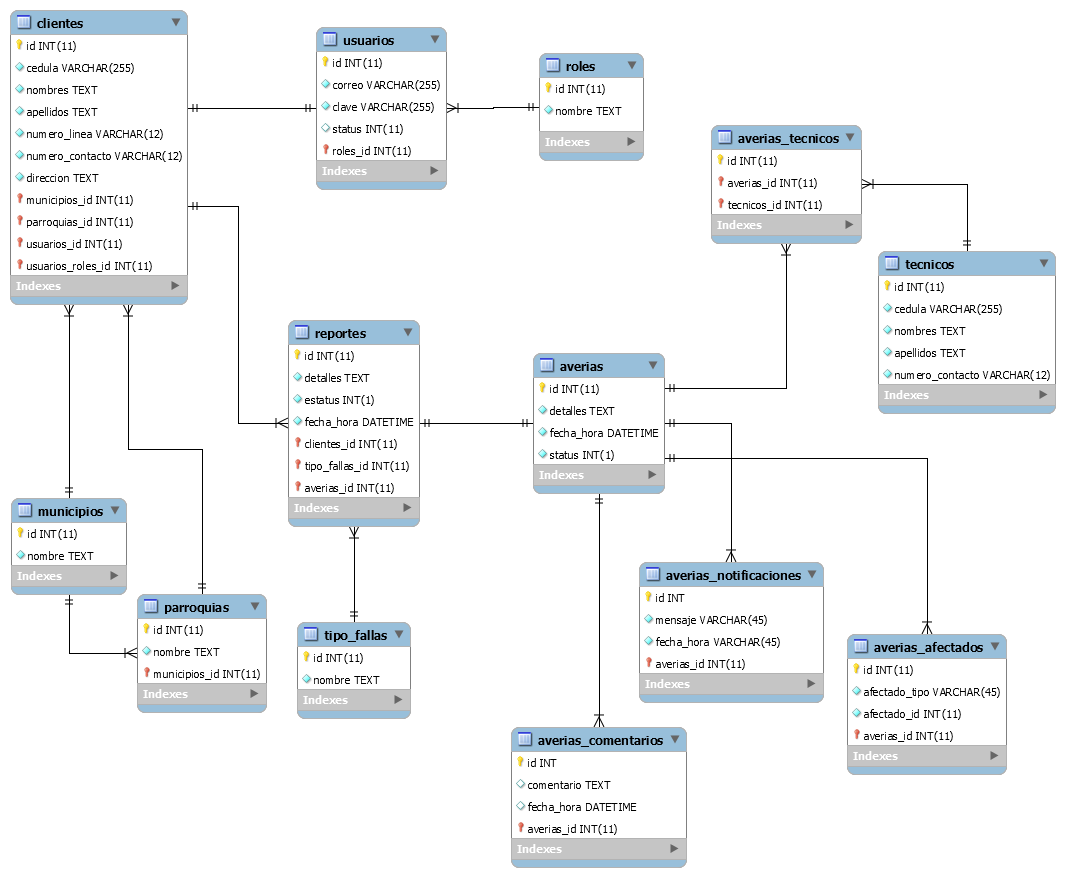 clientes
id INT(11)
cedula VARCHAR(255)
nombres TEXT
apellidos TEXT
numero_linea VARCHAR(12)
numero_contacto VARCHAR(12)
direccion TEXT
municipios_id INT(11)
parroquias_id INT(11)
usuarios_id INT(11)
usuarios_roles_id INT(11)
Indexes
usuarios
id INT(11)
correo VARCHAR(255)
clave VARCHAR(255)
status INT(11)
roles_id INT(11)
Indexes
roles
id INT(11)
nombre TEXT
Indexes
averias_tecnicos
id INT(11)
averias_id INT(11)
tecnicos_id INT(11)
Indexes
tecnicos
id INT(11)
cedula VARCHAR(255)
nombres TEXT
apellidos TEXT
numero_contacto VARCHAR(12)
Indexes
reportes
id INT(11)
detalles TEXT
estatus INT(1)
fecha_hora DATETIME
clientes_id INT(11)
tipo_fallas_id INT(11)
averias_id INT(11)
Indexes
averias
id INT(11)
detalles TEXT
fecha_hora DATETIME
status INT(1)
Indexes
municipios
id INT(11)
nombre TEXT
Indexes
parroquias
id INT(11)
nombre TEXT
municipios_id INT(11)
Indexes
tipo_fallas
id INT(11)
nombre TEXT
Indexes
averias_notificaciones
id INT
mensaje VARCHAR(45)
fecha_hora VARCHAR(45)
averias_id INT(11)
Indexes
averias_afectados
id INT(11)
afectado_tipo VARCHAR(45)
afectado_id INT(11)
averias_id INT(11)
Indexes
averias_comentarios
id INT
comentario TEXT
fecha_hora DATETIME
averias_id INT(11)
Indexes